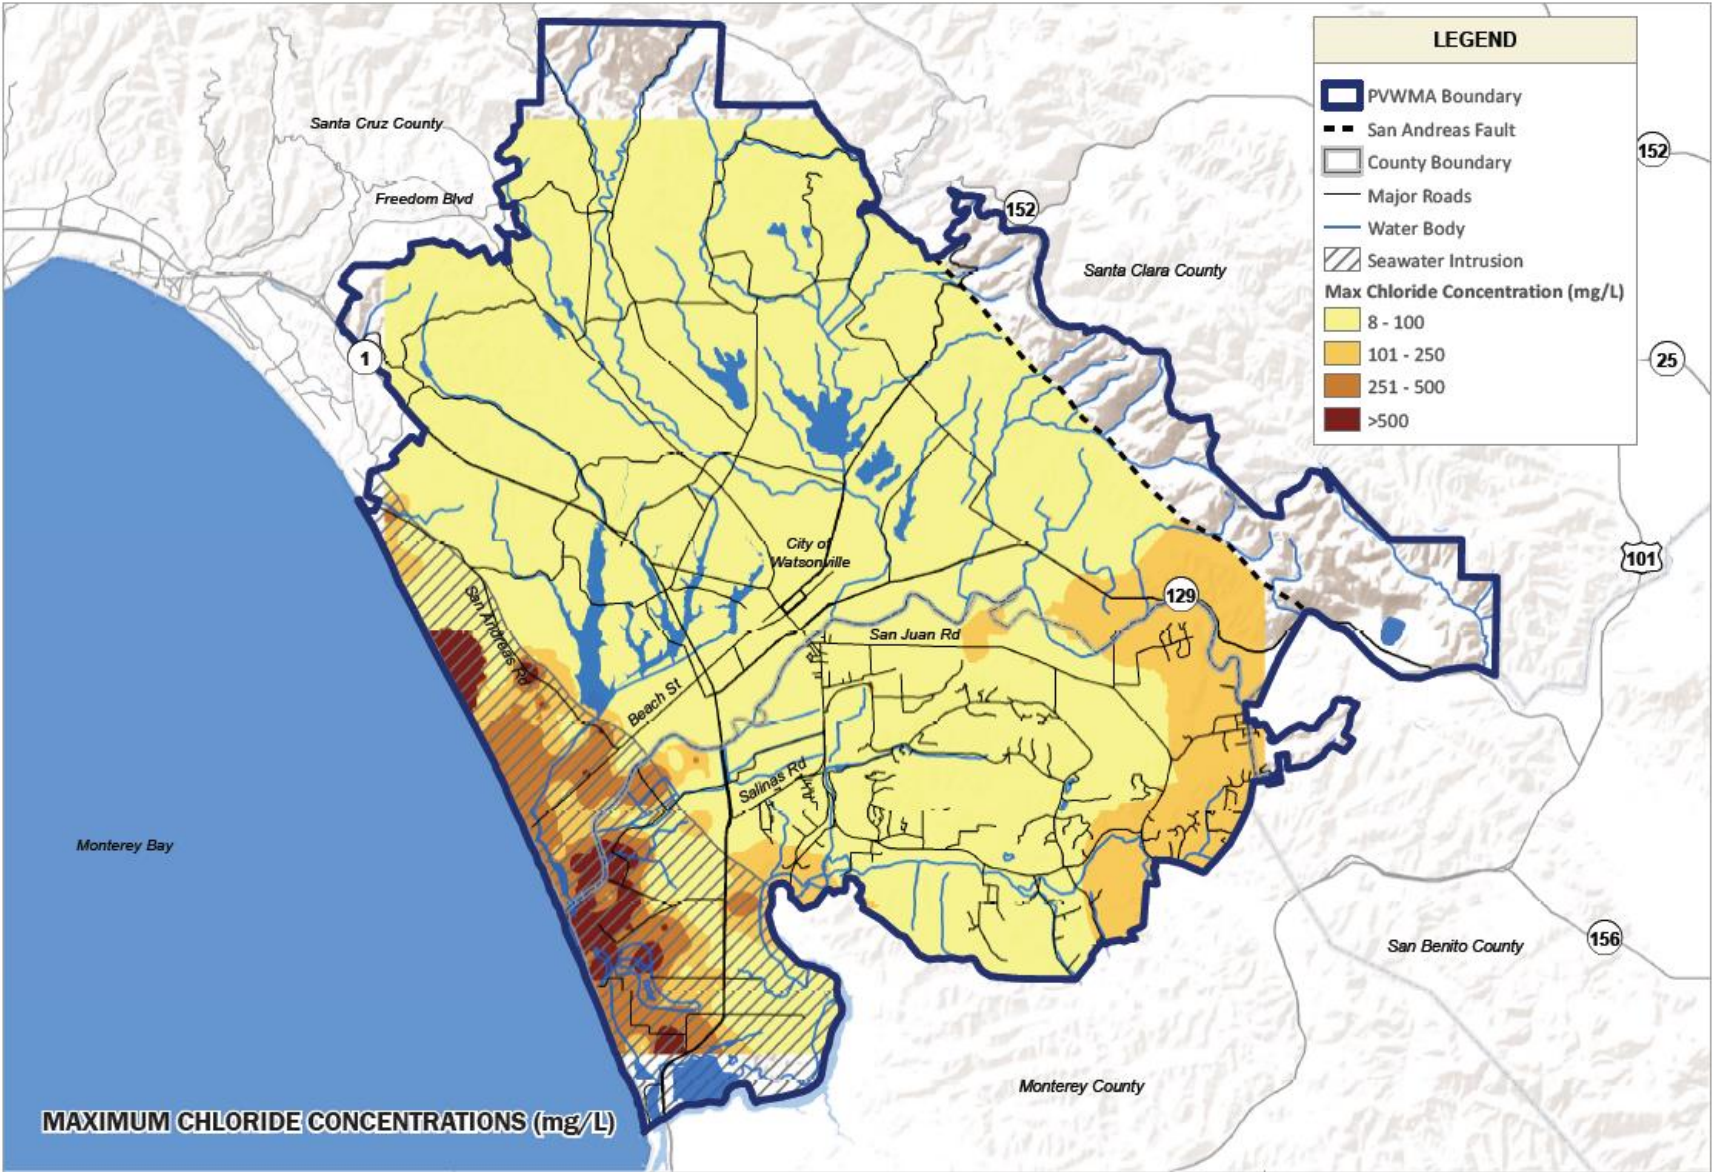 LEGEND
PVWMA Boundary
San Andreas Fault
County Boundary
Major Roads
Water Body
Seawater Intrusion
Max Chloride Concentration (mg/L)
8 - 100
101 - 250
251 - 500
>500
Santa Cruz County
Freedom Blvd
152
152
Santa Clara County
1
25
City of
Watsonville
101
129
San Andreas Rd
San Juan Rd
Beach St
Salinas Rd
Monterey Bay
San Benito County
156
Monterey County
MAXIMUM CHLORIDE CONCENTRATIONS (mg/L)